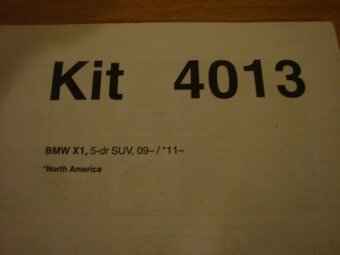 Kit 4013
BMW X1, 5-dr SUV, 09– / *11–
*North America